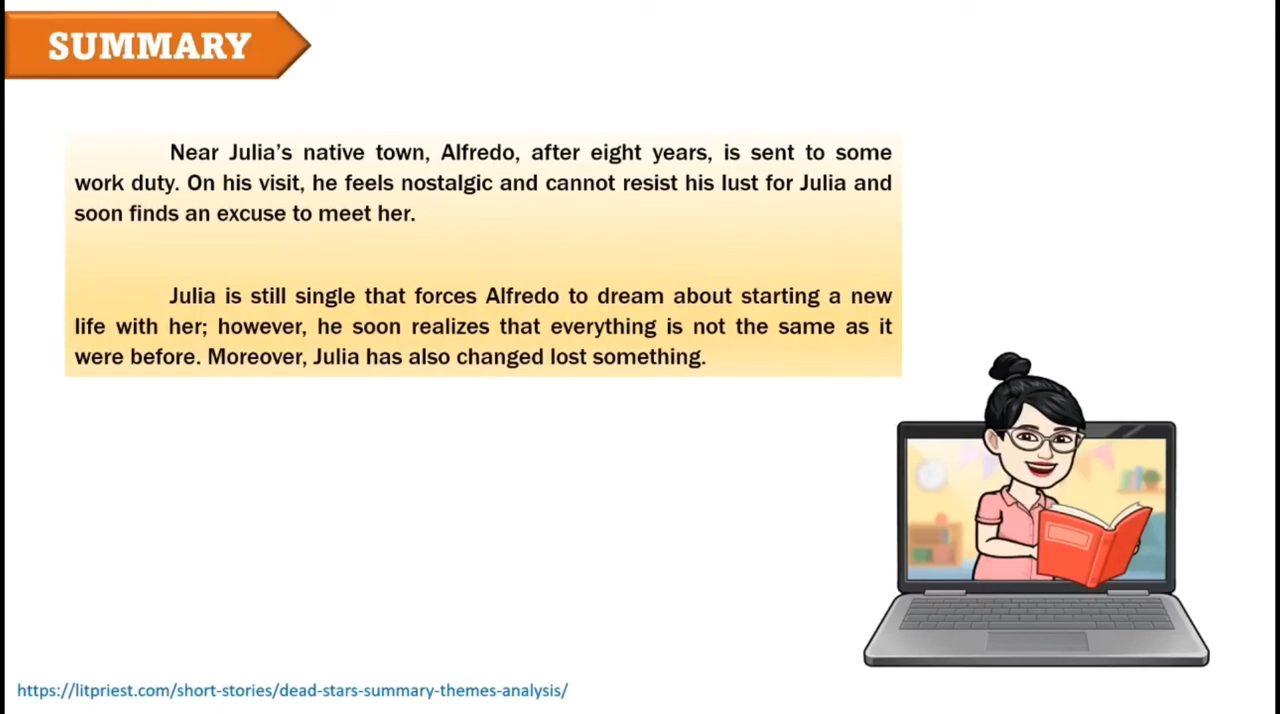 SUMMARY
Near Julia's native town, Alfredo, after eight years, is sent to some
work duty. On his visit, he feels nostalgic and cannot resist his lust for Julia and
soon finds an excuse to meet her.
Julia is still single that forces Alfredo to dream about starting a new
life with her; however, he soon realizes that everything is not the same as it
were before. Moreover, Julia has also changed lost something.
https://litpriest.com/short-stories/dead-stars-summary-themes-analysis/